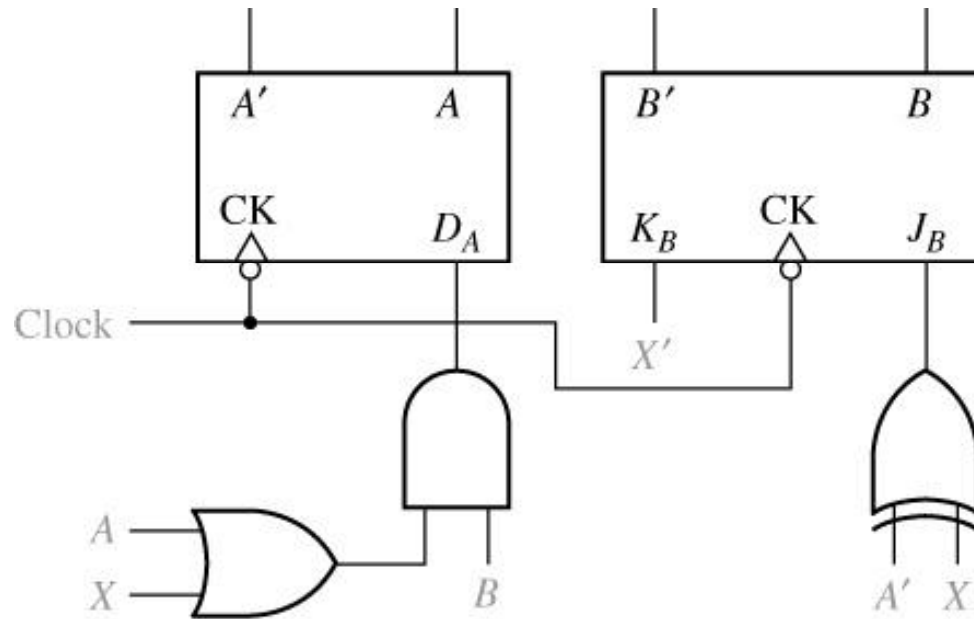 A′ A B′ B
CK CK
D_A K_B J_B
Clock
X′
A
X B A′ X